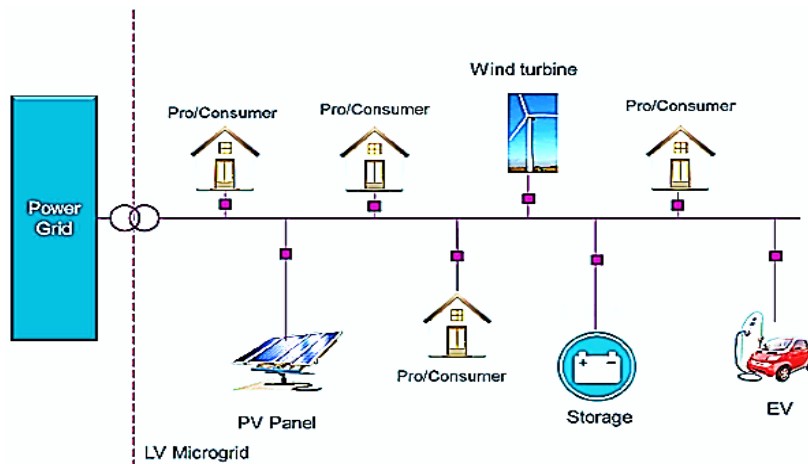 Wind turbine
Pro/Consumer
Pro/Consumer
Pro/Consumer
Power
Grid
Pro/Consumer
PV Panel
Storage
EV
LV Microgrid